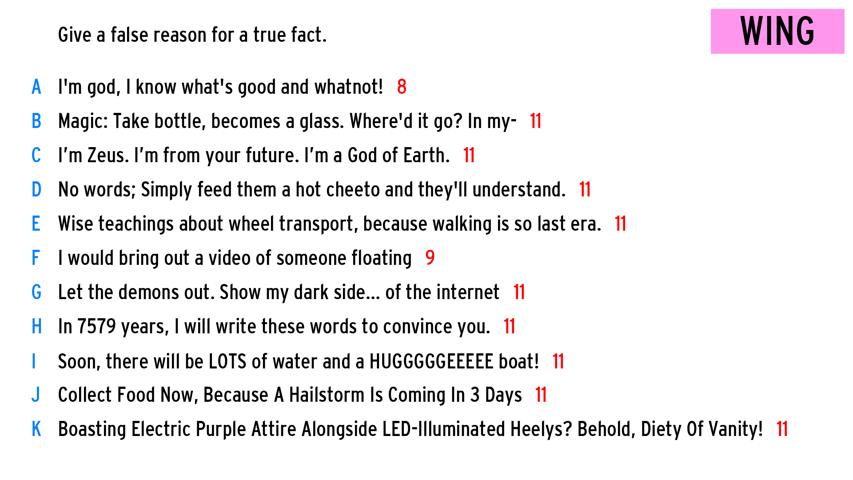 Give a false reason for a true fact.
WING
A I'm god, I know what's good and whatnot! 8
B Magic: Take bottle, becomes a glass. Where'd it go? In my- 11
C I'm Zeus. I'm from your future. I'm a God of Earth. 11
D No words; Simply feed them a hot cheeto and they'll understand. 11
E Wise teachings about wheel transport, because walking is so last era. 11
F I would bring out a video of someone floating 9
G Let the demons out. Show my dark side... of the internet 11
H In 7579 years, I will write these words to convince you. 11
I Soon, there will be LOTS of water and a HUGGGGGEEEEE boat! 11
J Collect Food Now, Because A Hailstorm Is Coming In 3 Days 11
K Boasting Electric Purple Attire Alongside LED-Illuminated Heelys? Behold, Diety Of Vanity! 11